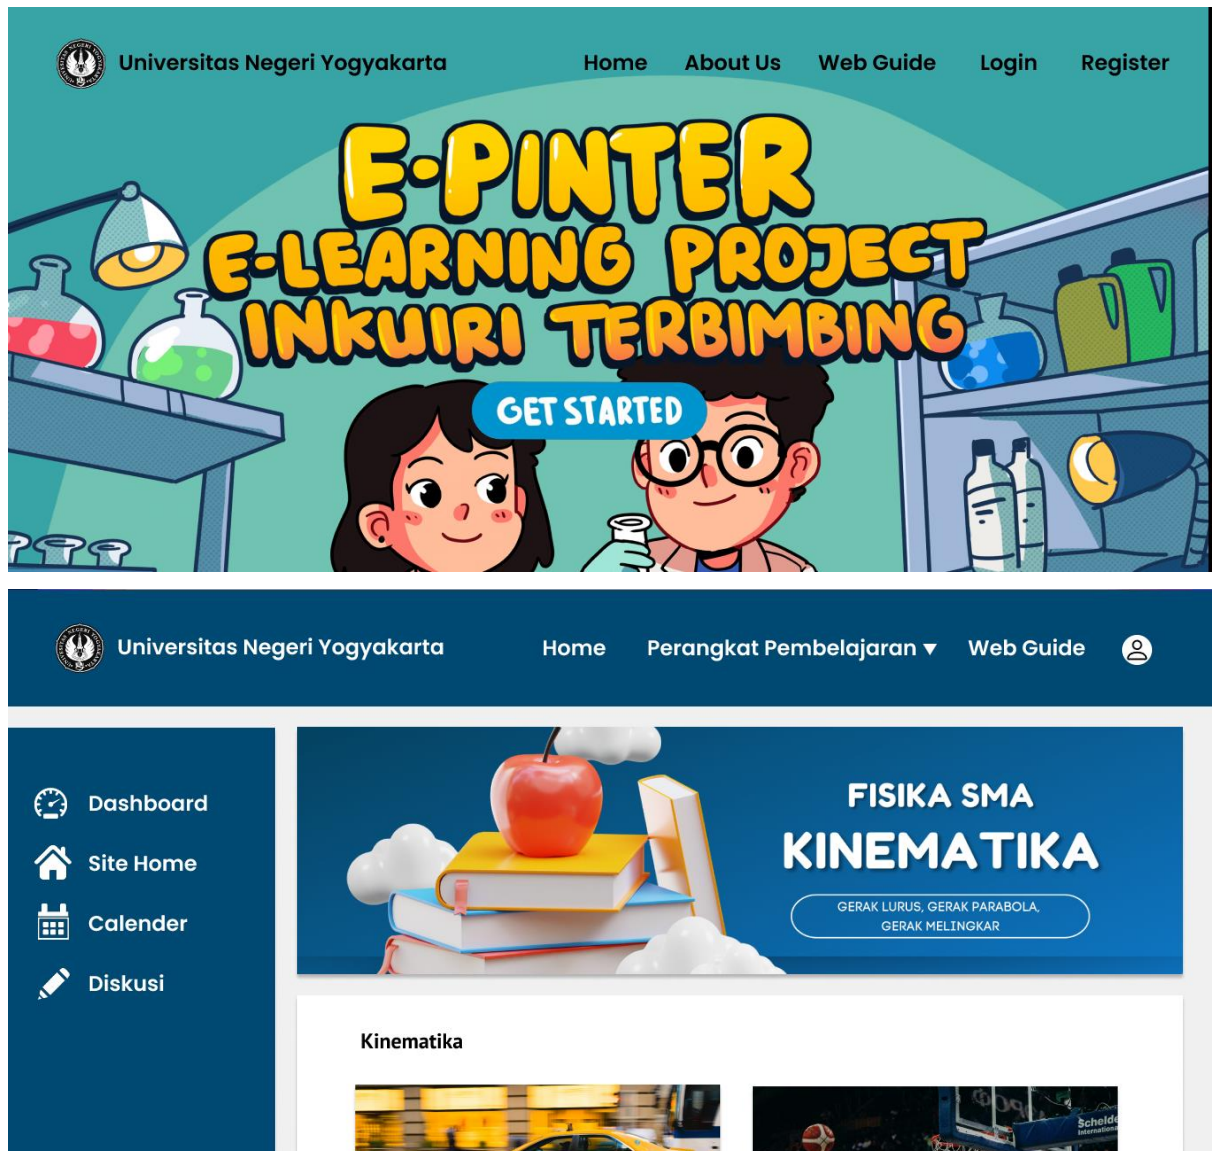 Universitas Negeri Yogyakarta
Home About Us Web Guide Login Register
E-PINTER
E-LEARNING PROJECT
INKUIRI TERBIMBING
GET STARTED
Universitas Negeri Yogyakarta
Home Perangkat Pembelajaran ▼ Web Guide
Dashboard
Site Home
Calender
Diskusi
FISIKA SMA
KINEMATIKA
GERAK LURUS, GERAK PARABOLA,
GERAK MELINGKAR
Kinematika
Schelde
International